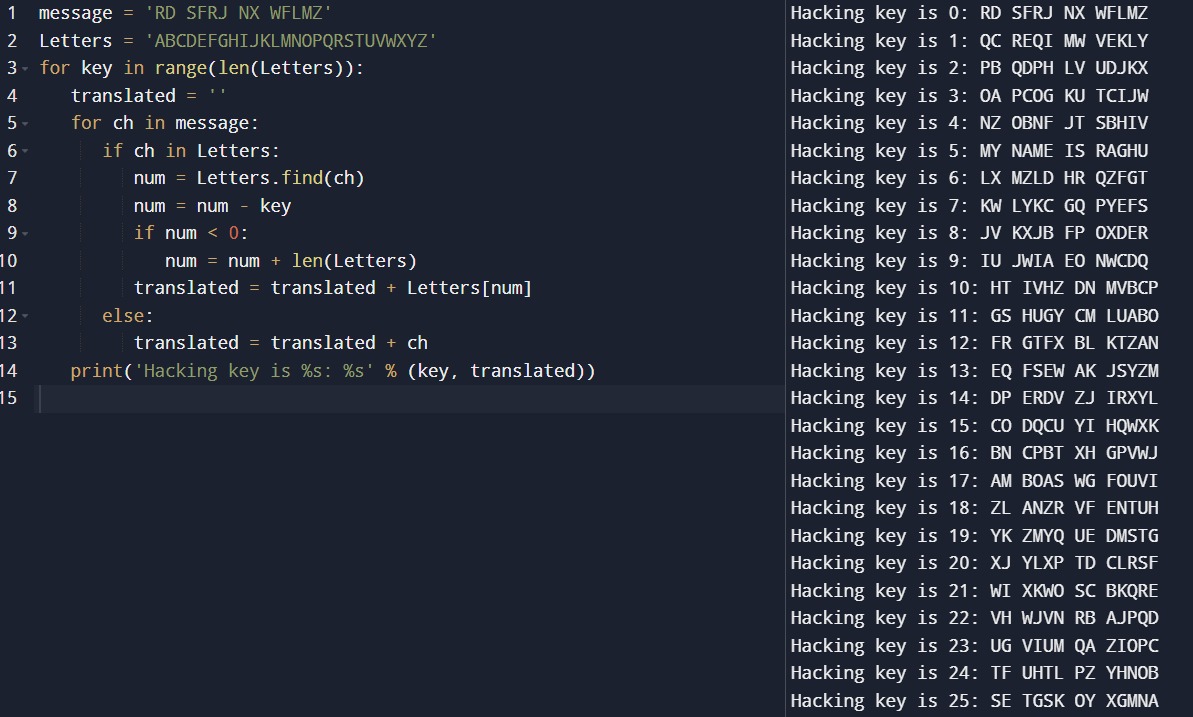 1 message = 'RD SFRJ NX WFLMZ'
2 Letters = 'ABCDEFGHIJKLMNOPQRSTUVWXYZ'
3 for key in range(len(Letters)):
4    translated = ''
5    for ch in message:
6       if ch in Letters:
7          num = Letters.find(ch)
8          num = num - key
9          if num < 0:
10             num = num + len(Letters)
11          translated = translated + Letters[num]
12       else:
13          translated = translated + ch
14    print('Hacking key is %s: %s' % (key, translated))
15
Hacking key is 0: RD SFRJ NX WFLMZ
Hacking key is 1: QC REQI MW VEKLY
Hacking key is 2: PB QDPH LV UDJKX
Hacking key is 3: OA PCOG KU TCIJW
Hacking key is 4: NZ OBNF JT SBHIV
Hacking key is 5: MY NAME IS RAGHU
Hacking key is 6: LX MZLD HR QZFGT
Hacking key is 7: KW LYKC GQ PYEFS
Hacking key is 8: JV KXJB FP OXDER
Hacking key is 9: IU JWIA EO NWCDQ
Hacking key is 10: HT IVHZ DN MVBCP
Hacking key is 11: GS HUGY CM LUABO
Hacking key is 12: FR GTFX BL KTZAN
Hacking key is 13: EQ FSEW AK JSYZM
Hacking key is 14: DP ERDV ZJ IRXYL
Hacking key is 15: CO DQCU YI HQWXK
Hacking key is 16: BN CPBT XH GPVWJ
Hacking key is 17: AM BOAS WG FOUVI
Hacking key is 18: ZL ANZR VF ENTUH
Hacking key is 19: YK ZMYQ UE DMSTG
Hacking key is 20: XJ YLXP TD CLRSF
Hacking key is 21: WI XKWO SC BKQRE
Hacking key is 22: VH WJVN RB AJPQD
Hacking key is 23: UG VIUM QA ZIOPC
Hacking key is 24: TF UHTL PZ YHNOB
Hacking key is 25: SE TGSK OY XGMNA